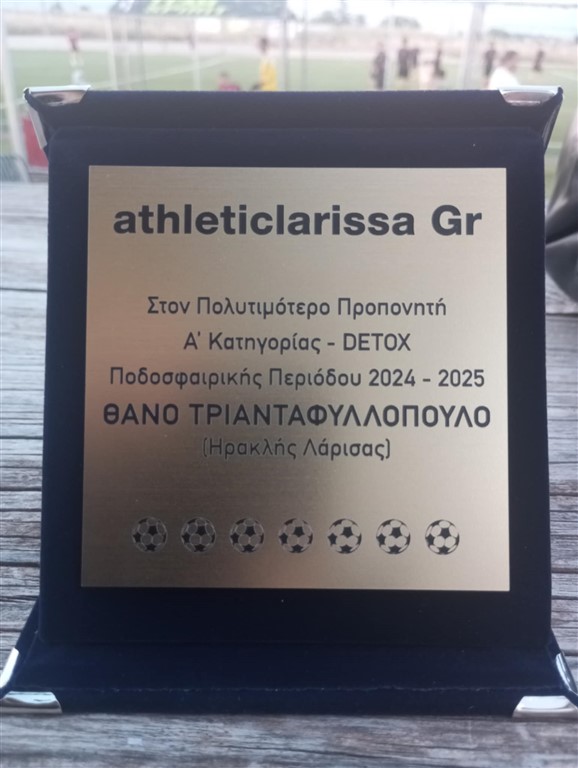 athleticlarissa Gr
Στον Πολυτιμότερο Προπονητή
Α' Κατηγορίας - DETOX
Ποδοσφαιρικής Περιόδου 2024 - 2025
ΘΑΝΟ ΤΡΙΑΝΤΑΦΥΛΛΟΠΟΥΛΟ
(Ηρακλής Λάρισας)